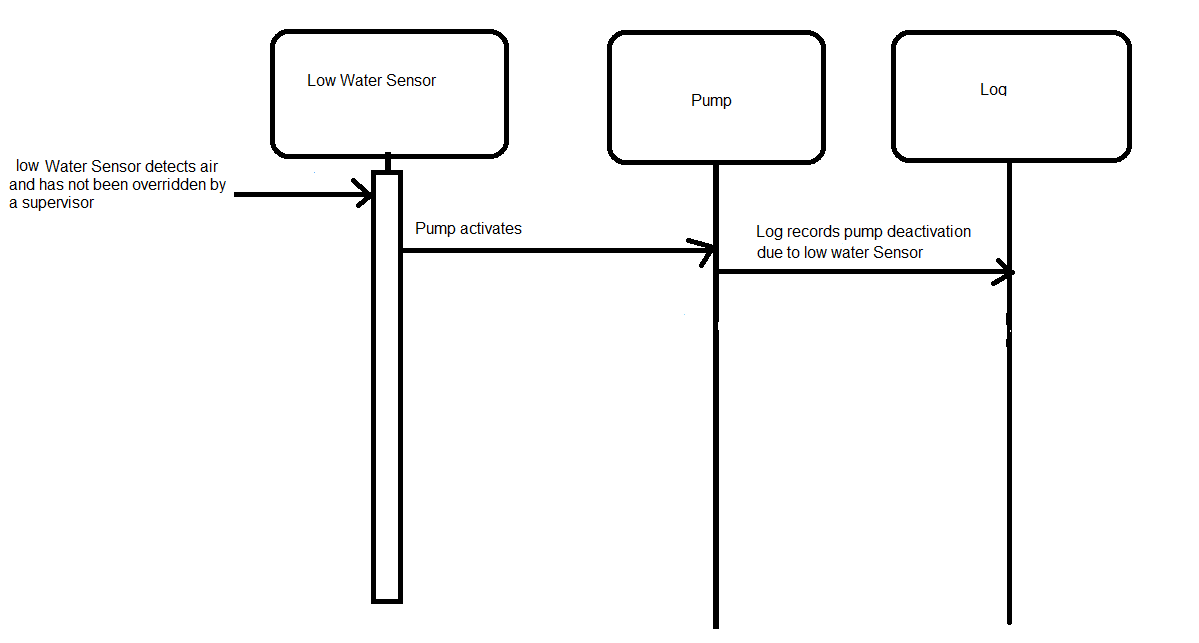 Low Water Sensor
Pump
Log
low Water Sensor detects air
and has not been overridden by
a supervisor
Pump activates
Log records pump deactivation
due to low water Sensor